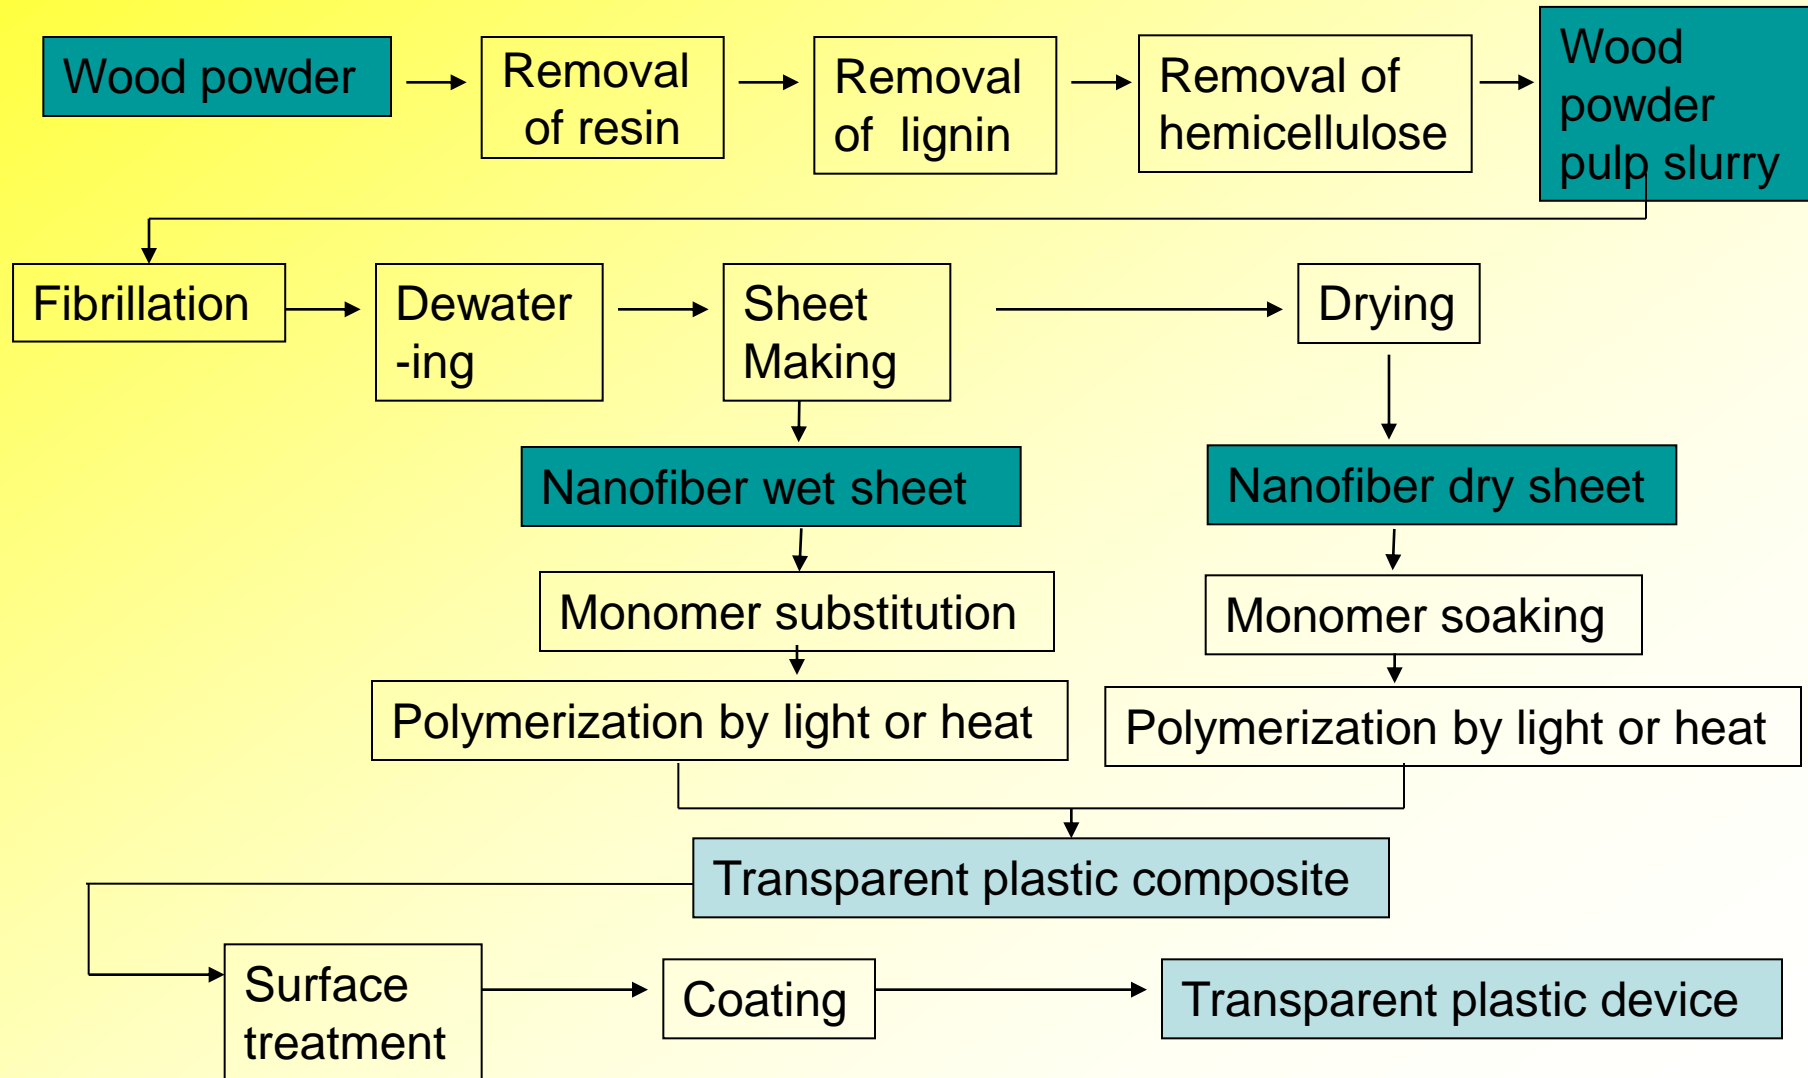 Wood powder
Removal
of resin
Removal
of lignin
Removal of
hemicellulose
Wood
powder
pulp slurry
Fibrillation
Dewater
-ing
Sheet
Making
Drying
Nanofiber wet sheet
Nanofiber dry sheet
Monomer substitution
Monomer soaking
Polymerization by light or heat
Polymerization by light or heat
Transparent plastic composite
Surface
treatment
Coating
Transparent plastic device